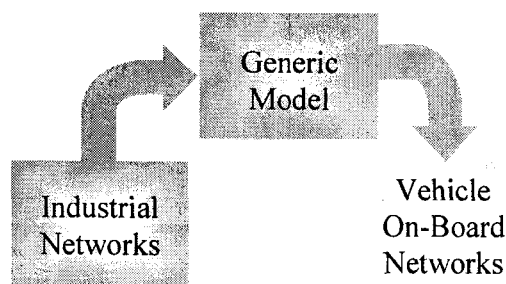 Generic
Model
Industrial
Networks
Vehicle
On-Board
Networks